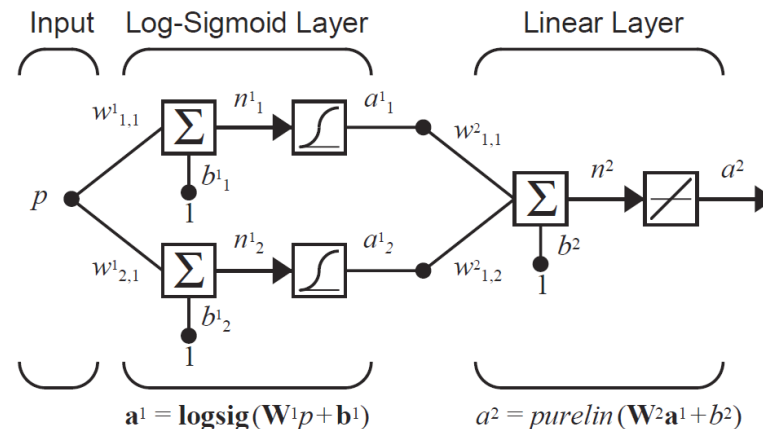 Input Log-Sigmoid Layer Linear Layer
w¹₁,₁ n¹₁ a¹₁ w²₁,₁
Σ
b¹₁
1
p
n² a²
Σ
b²
1
w¹₂,₁ n¹₂ a¹₂ w²₁,₂
Σ
b¹₂
1
a¹ = logsig(W¹p+b¹) a² = purelin(W²a¹+b²)